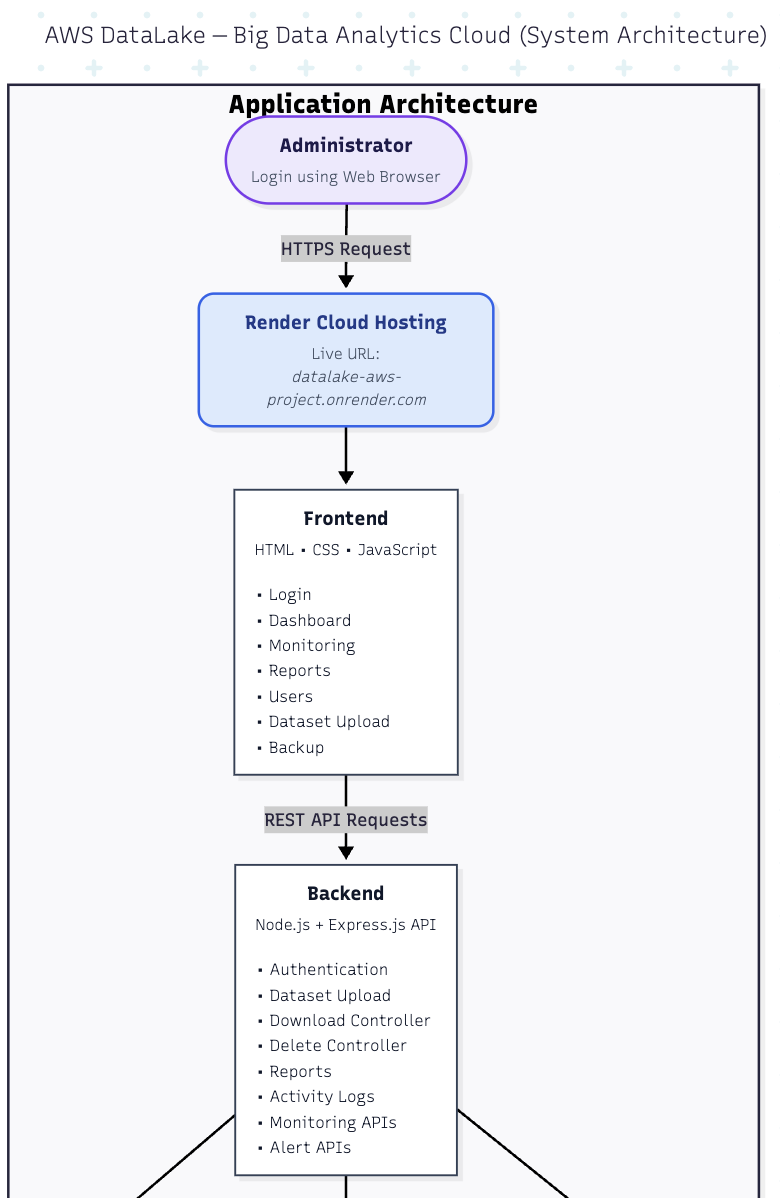 AWS DataLake — Big Data Analytics Cloud (System Architecture)
Application Architecture
Administrator
Login using Web Browser
HTTPS Request
Render Cloud Hosting
Live URL:
datalake-aws-
project.onrender.com
Frontend
HTML • CSS • JavaScript
• Login
• Dashboard
• Monitoring
• Reports
• Users
• Dataset Upload
• Backup
REST API Requests
Backend
Node.js + Express.js API
• Authentication
• Dataset Upload
• Download Controller
• Delete Controller
• Reports
• Activity Logs
• Monitoring APIs
• Alert APIs